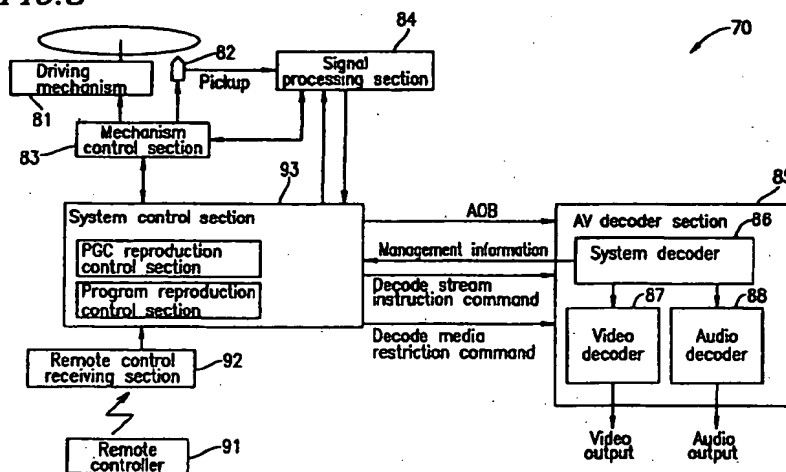 70
82
84
Driving
mechanism
Pickup
Signal
processing section
81
Mechanism
control section
83
93
85
System control section
AOB
AV decoder section
86
PGC reproduction
control section
Management information
System decoder
Program reproduction
control section
Decode stream
instruction command
87
88
Decode media
restriction command
Video
decoder
Audio
decoder
Remote control
receiving section
92
Video
output
Audio
output
Remote
controller
91